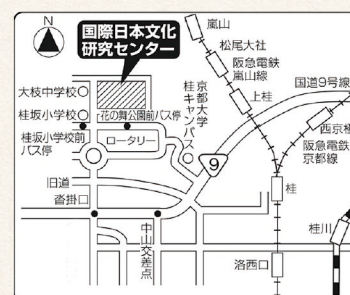 N
国際日本文化
研究センター
嵐山
松尾大社
阪急電鉄
嵐山線
国道9号線
上桂
大枝中学校
桂坂小学校
花の舞公園前バス停
京都大学
桂キャンパス
桂坂小学校前
バス停
ロータリー
西京極
阪急電鉄
京都線
9
旧道
桂
沓掛口
中山交差点
桂川
洛西口